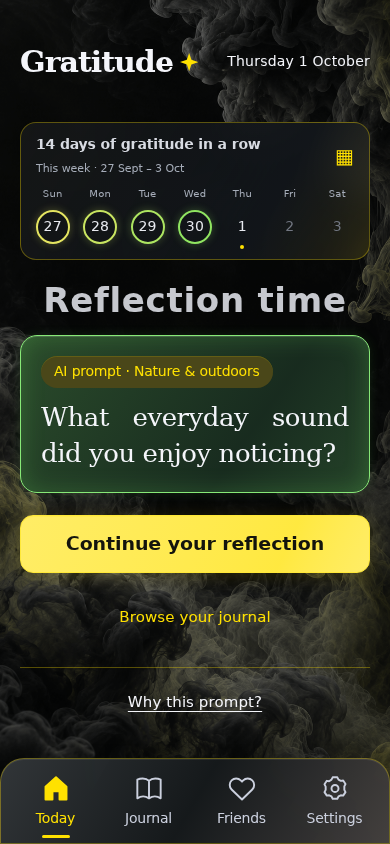 Gratitude
Thursday 1 October
14 days of gratitude in a row
This week · 27 Sept – 3 Oct
Sun Mon Tue Wed Thu Fri Sat
27 28 29 30 1 2 3
Reflection time
AI prompt · Nature & outdoors
What everyday sound
did you enjoy noticing?
Continue your reflection
Browse your journal
Why this prompt?
Today Journal Friends Settings